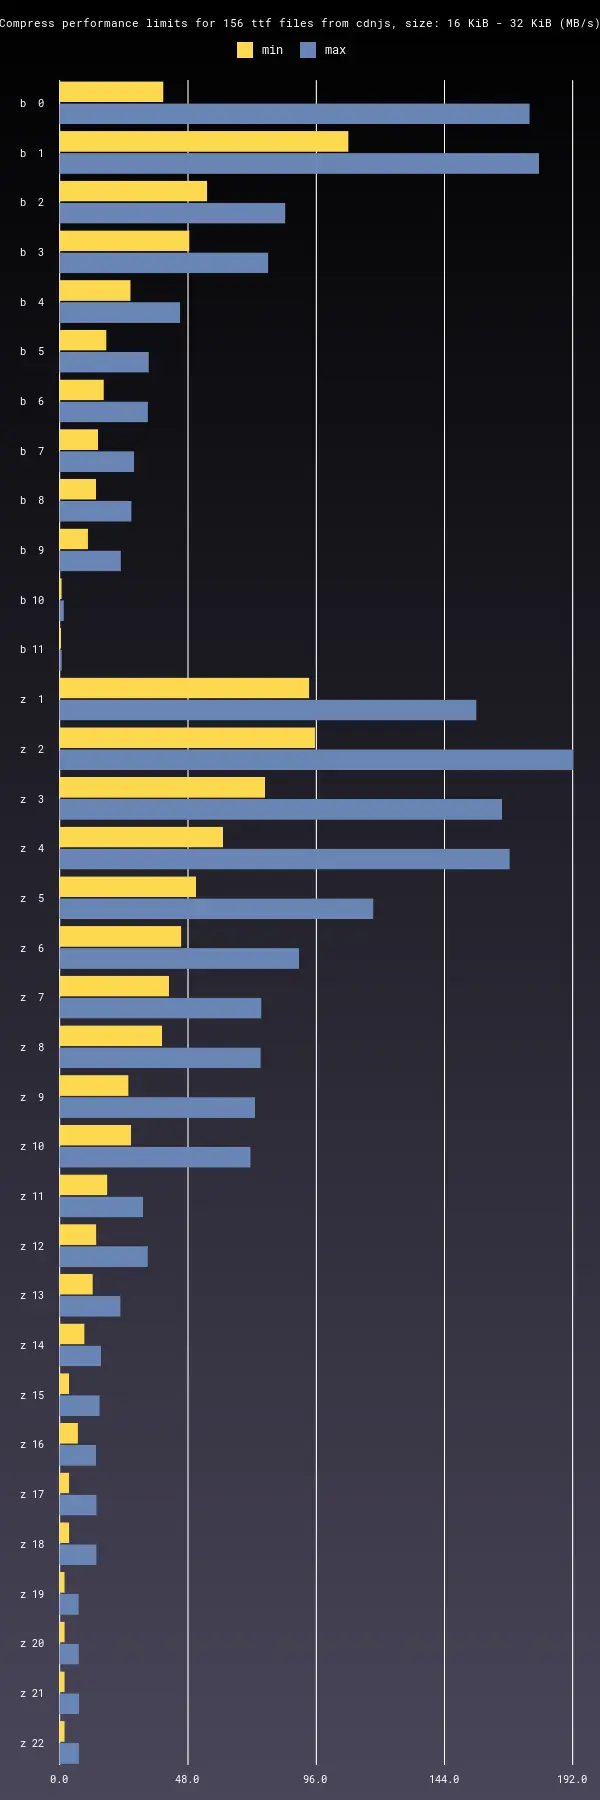 Compress performance limits for 156 ttf files from cdnjs, size: 16 KiB - 32 KiB (MB/s)
min max
b 0
b 1
b 2
b 3
b 4
b 5
b 6
b 7
b 8
b 9
b 10
b 11
z 1
z 2
z 3
z 4
z 5
z 6
z 7
z 8
z 9
z 10
z 11
z 12
z 13
z 14
z 15
z 16
z 17
z 18
z 19
z 20
z 21
z 22
0.0 48.0 96.0 144.0 192.0